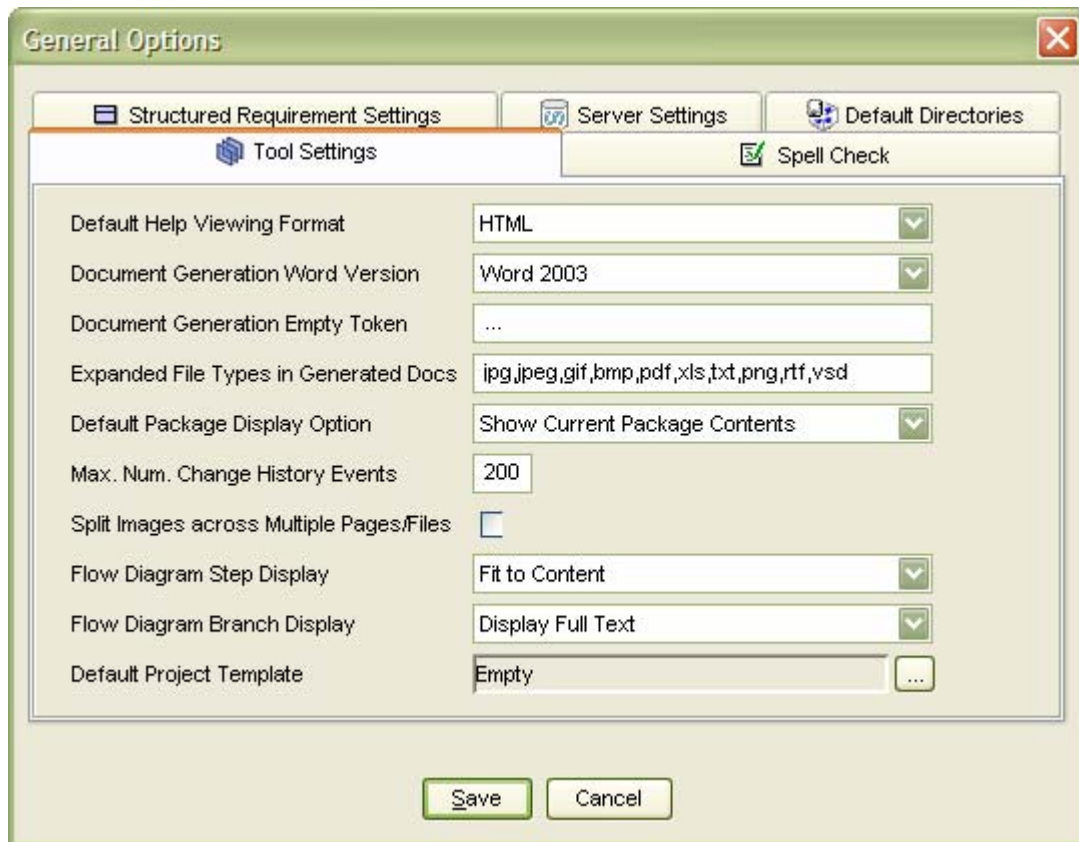 General Options
Structured Requirement Settings Server Settings Default Directories
Tool Settings Spell Check
Default Help Viewing Format HTML
Document Generation Word Version Word 2003
Document Generation Empty Token ...
Expanded File Types in Generated Docs jpg,jpeg,gif,bmp,pdf,xls,txt,png,rtf,vsd
Default Package Display Option Show Current Package Contents
Max. Num. Change History Events 200
Split Images across Multiple Pages/Files
Flow Diagram Step Display Fit to Content
Flow Diagram Branch Display Display Full Text
Default Project Template Empty ...
Save Cancel